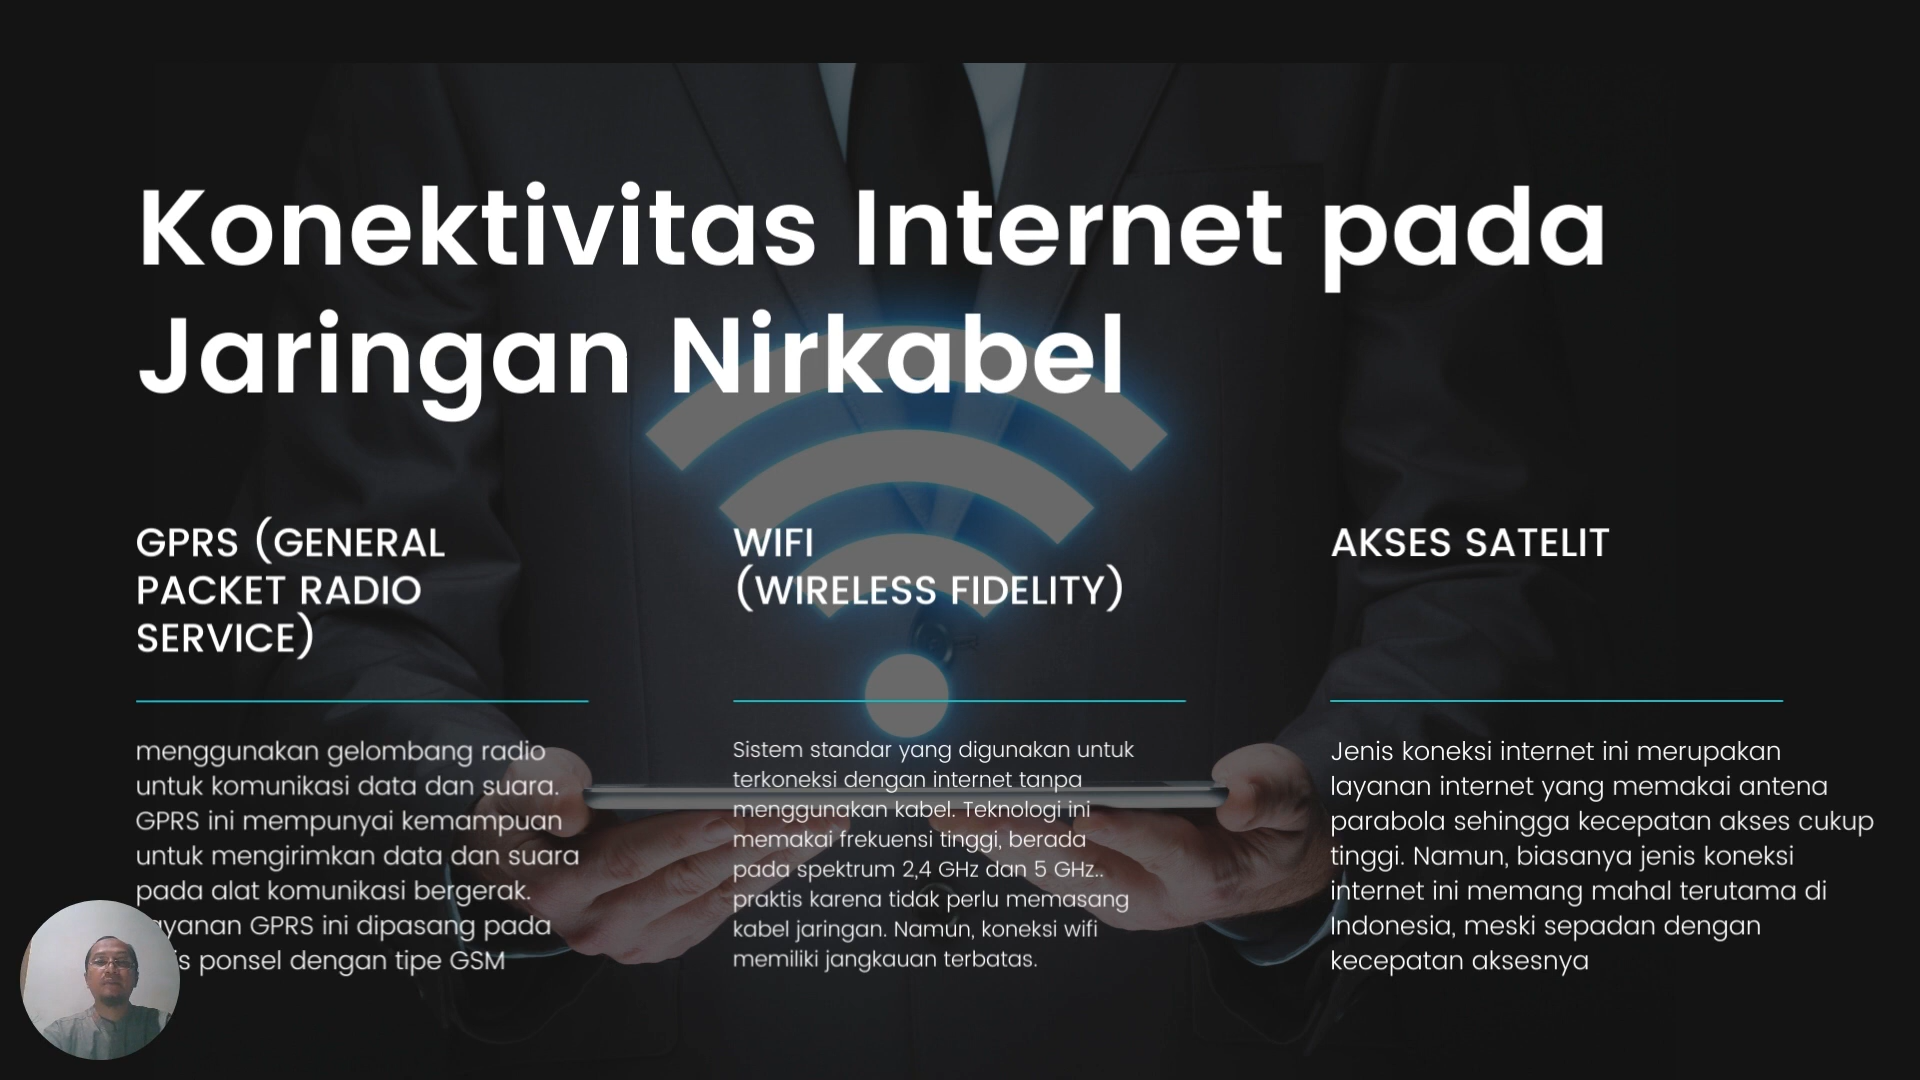 Konektivitas Internet pada
Jaringan Nirkabel
GPRS (GENERAL
PACKET RADIO
SERVICE)
menggunakan gelombang radio
untuk komunikasi data dan suara.
GPRS ini mempunyai kemampuan
untuk mengirimkan data dan suara
pada alat komunikasi bergerak.
GPRS ini dipasang pada
ponsel dengan tipe GSM
WIFI
(WIRELESS FIDELITY)
Sistem standar yang digunakan untuk
terkoneksi dengan internet tanpa
menggunakan kabel. Teknologi ini
memakai frekuensi tinggi, berada
pada spektrum 2,4 GHz dan 5 GHz..
praktis karena tidak perlu memasang
kabel jaringan. Namun, koneksi wifi
memiliki jangkauan terbatas.
AKSES SATELIT
Jenis koneksi internet ini merupakan
layanan internet yang memakai antena
parabola sehingga kecepatan akses cukup
tinggi. Namun, biasanya jenis koneksi
internet ini memang mahal terutama di
Indonesia, meski sepadan dengan
kecepatan aksesnya